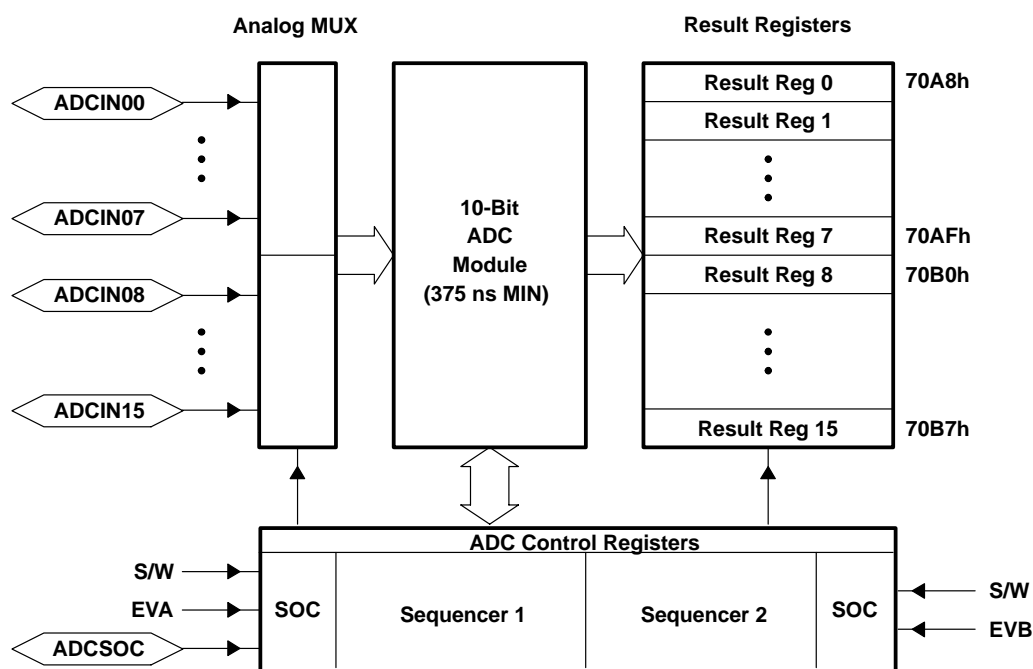 Analog MUX
Result Registers
ADCIN00
Result Reg 0
70A8h
Result Reg 1
ADCIN07
10-Bit
ADC
Module
(375 ns MIN)
Result Reg 7
70AFh
ADCIN08
Result Reg 8
70B0h
ADCIN15
Result Reg 15
70B7h
ADC Control Registers
S/W
EVA
ADCSOC
SOC
Sequencer 1
Sequencer 2
SOC
S/W
EVB